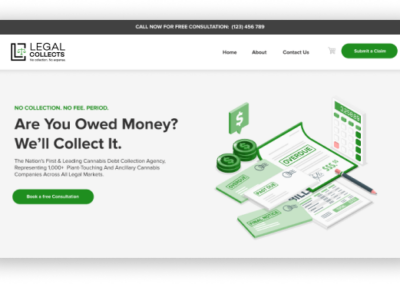 CALL NOW FOR FREE CONSULTATION: (123) 456 789
LEGAL
COLLECTS
No collection. No expense.
Home
About
Contact Us
Submit a Claim
NO COLLECTION. NO FEE. PERIOD.
Are You Owed Money?
We'll Collect It.
The Nation's First & Leading Cannabis Debt Collection Agency,
Representing 1,000+ Plant-Touching And Ancillary Cannabis
Companies Across All Legal Markets.
Book a free Consultation
$
OVERDUE
OVERDUE
PAST DUE
FINAL NOTICE
BILLS